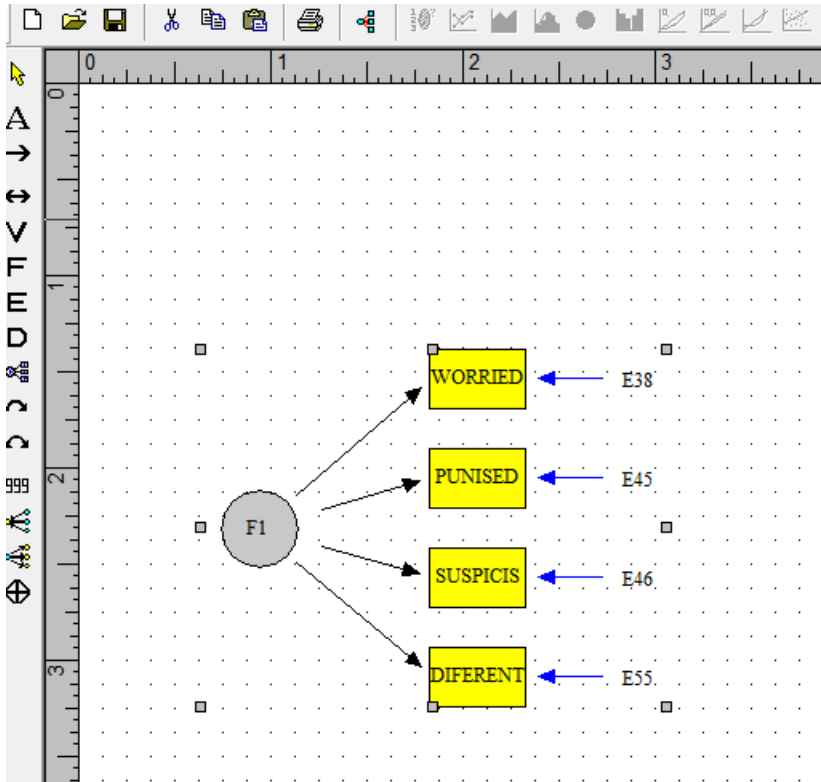 0 1 2 3
0
A
V
F
1
E
D
WORRIED E38
2
999
PUNISED E45
F1
SUSPICIS E46
3
DIFERENT E55